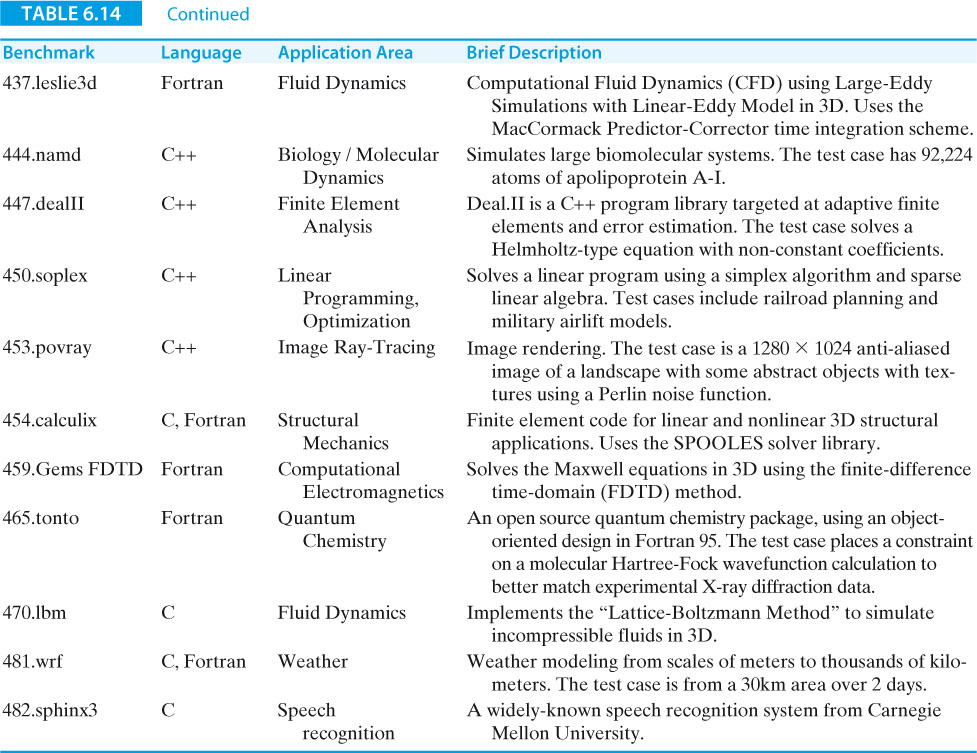 TABLE 6.14 Continued
Benchmark Language Application Area Brief Description
437.leslie3d Fortran Fluid Dynamics Computational Fluid Dynamics (CFD) using Large-Eddy
Simulations with Linear-Eddy Model in 3D. Uses the
MacCormack Predictor-Corrector time integration scheme.
444.namd C++ Biology / Molecular Simulates large biomolecular systems. The test case has 92,224
Dynamics atoms of apolipoprotein A-I.
447.dealII C++ Finite Element Deal.II is a C++ program library targeted at adaptive finite
Analysis elements and error estimation. The test case solves a
Helmholtz-type equation with non-constant coefficients.
450.soplex C++ Linear Solves a linear program using a simplex algorithm and sparse
Programming, linear algebra. Test cases include railroad planning and
Optimization military airlift models.
453.povray C++ Image Ray-Tracing Image rendering. The test case is a 1280 × 1024 anti-aliased
image of a landscape with some abstract objects with tex-
tures using a Perlin noise function.
454.calculix C, Fortran Structural Finite element code for linear and nonlinear 3D structural
Mechanics applications. Uses the SPOOLES solver library.
459.Gems FDTD Fortran Computational Solves the Maxwell equations in 3D using the finite-difference
Electromagnetics time-domain (FDTD) method.
465.tonto Fortran Quantum An open source quantum chemistry package, using an object-
Chemistry oriented design in Fortran 95. The test case places a constraint
on a molecular Hartree-Fock wavefunction calculation to
better match experimental X-ray diffraction data.
470.lbm C Fluid Dynamics Implements the “Lattice-Boltzmann Method” to simulate
incompressible fluids in 3D.
481.wrf C, Fortran Weather Weather modeling from scales of meters to thousands of kilo-
meters. The test case is from a 30km area over 2 days.
482.sphinx3 C Speech A widely-known speech recognition system from Carnegie
recognition Mellon University.